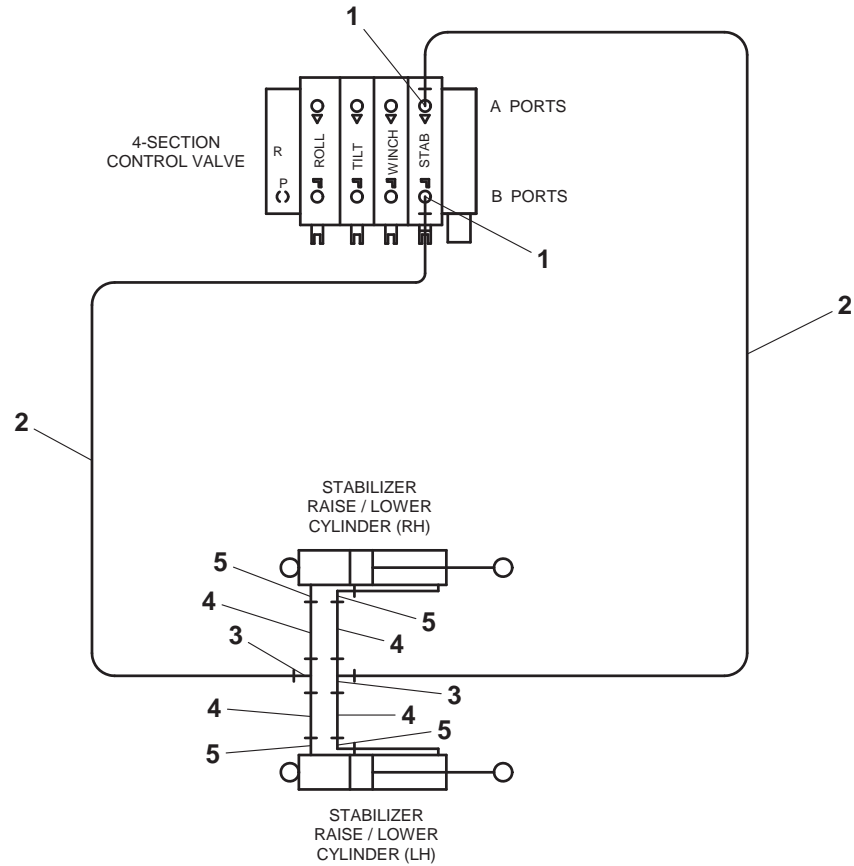 1
A PORTS
4-SECTION
CONTROL VALVE
R
P
ROLL
TILT
WINCH
STAB
B PORTS
1
2
2
STABILIZER
RAISE / LOWER
CYLINDER (RH)
5
5
4
4
3
3
4
4
5
5
STABILIZER
RAISE / LOWER
CYLINDER (LH)